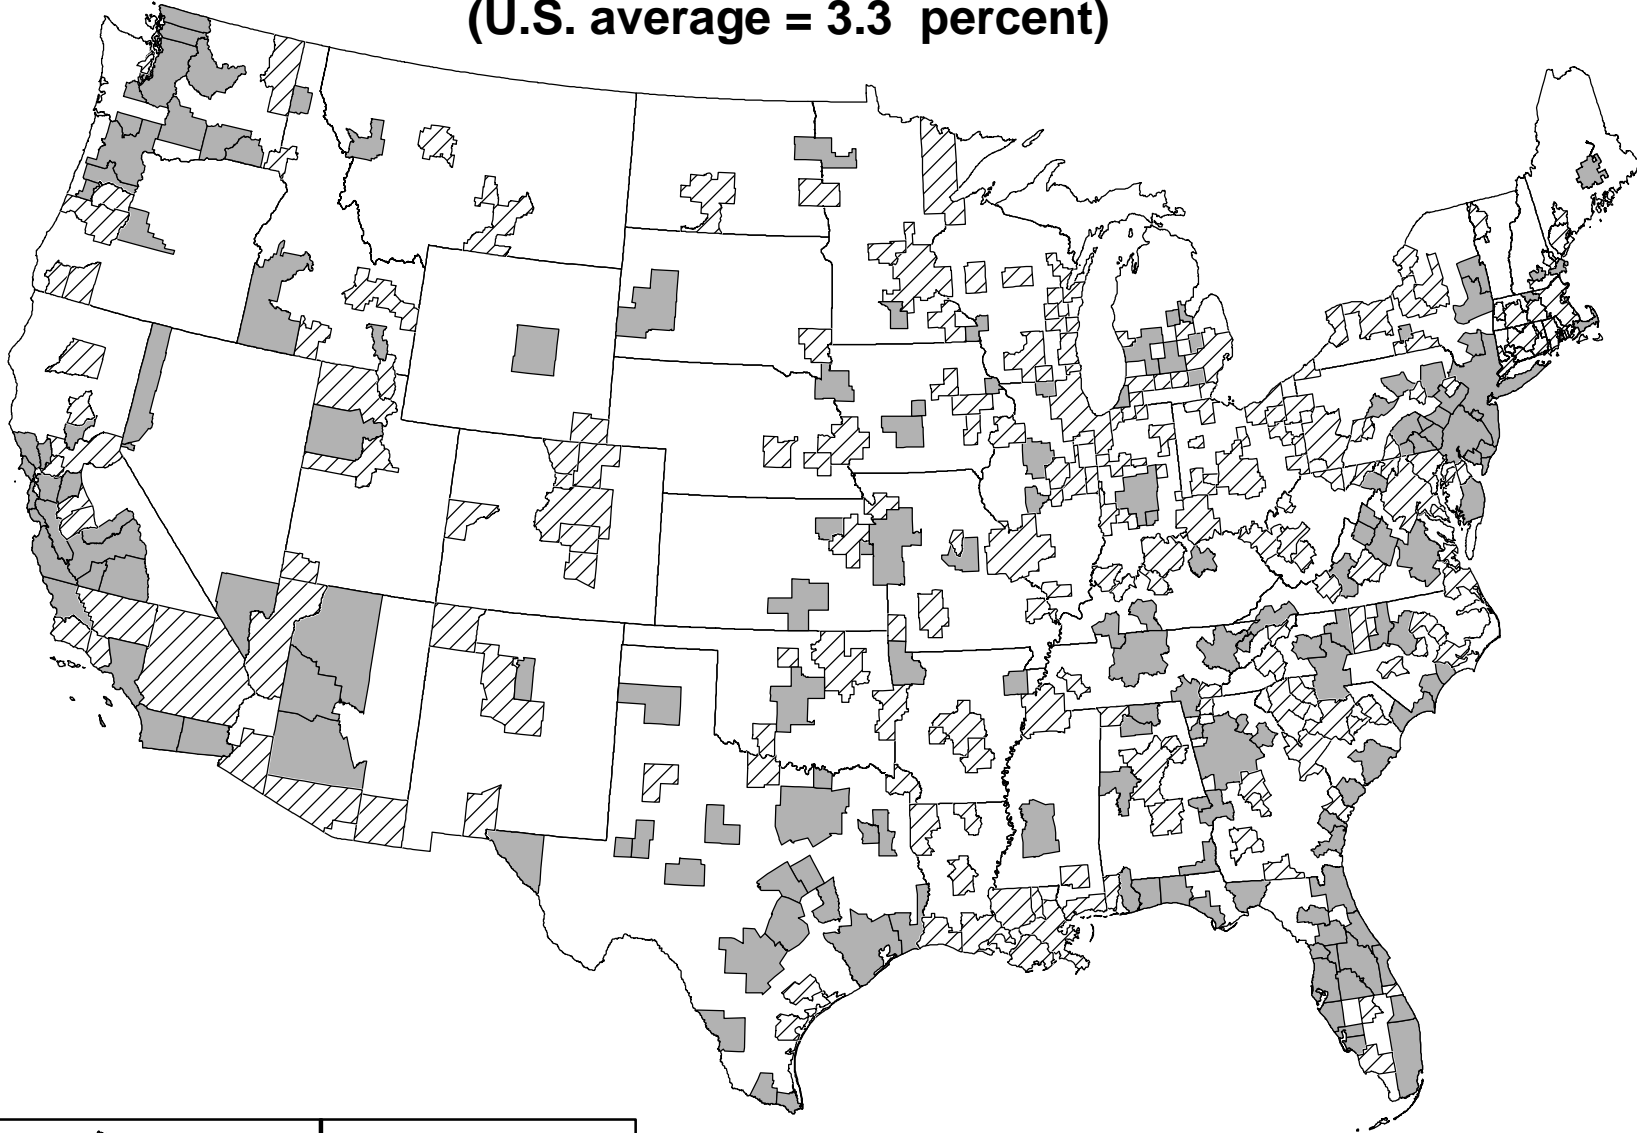 (U.S. average = 3.3 percent)